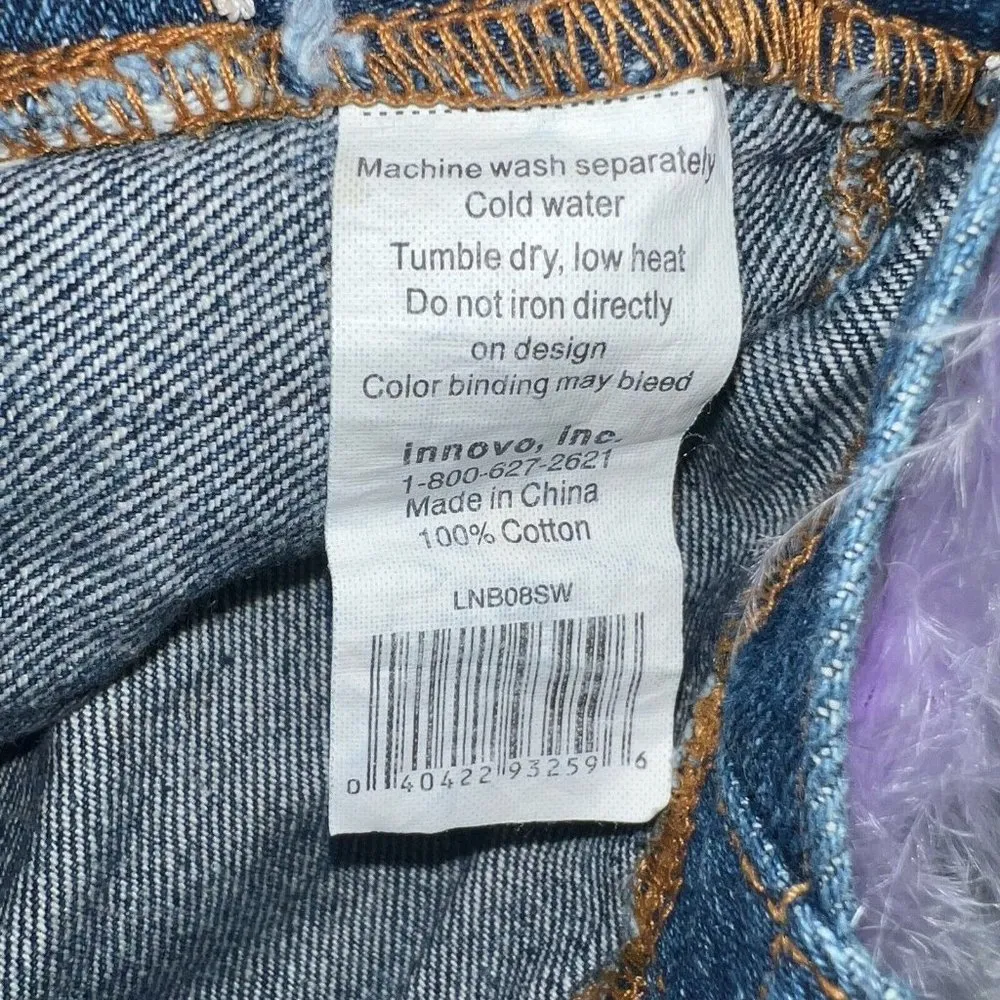 Machine wash separately
Cold water
Tumble dry, low heat
Do not iron directly
on design
Color binding may bleed
innovo, inc.
1-800-627-2621
Made in China
100% Cotton
LNB08SW
0 40422 93259 6